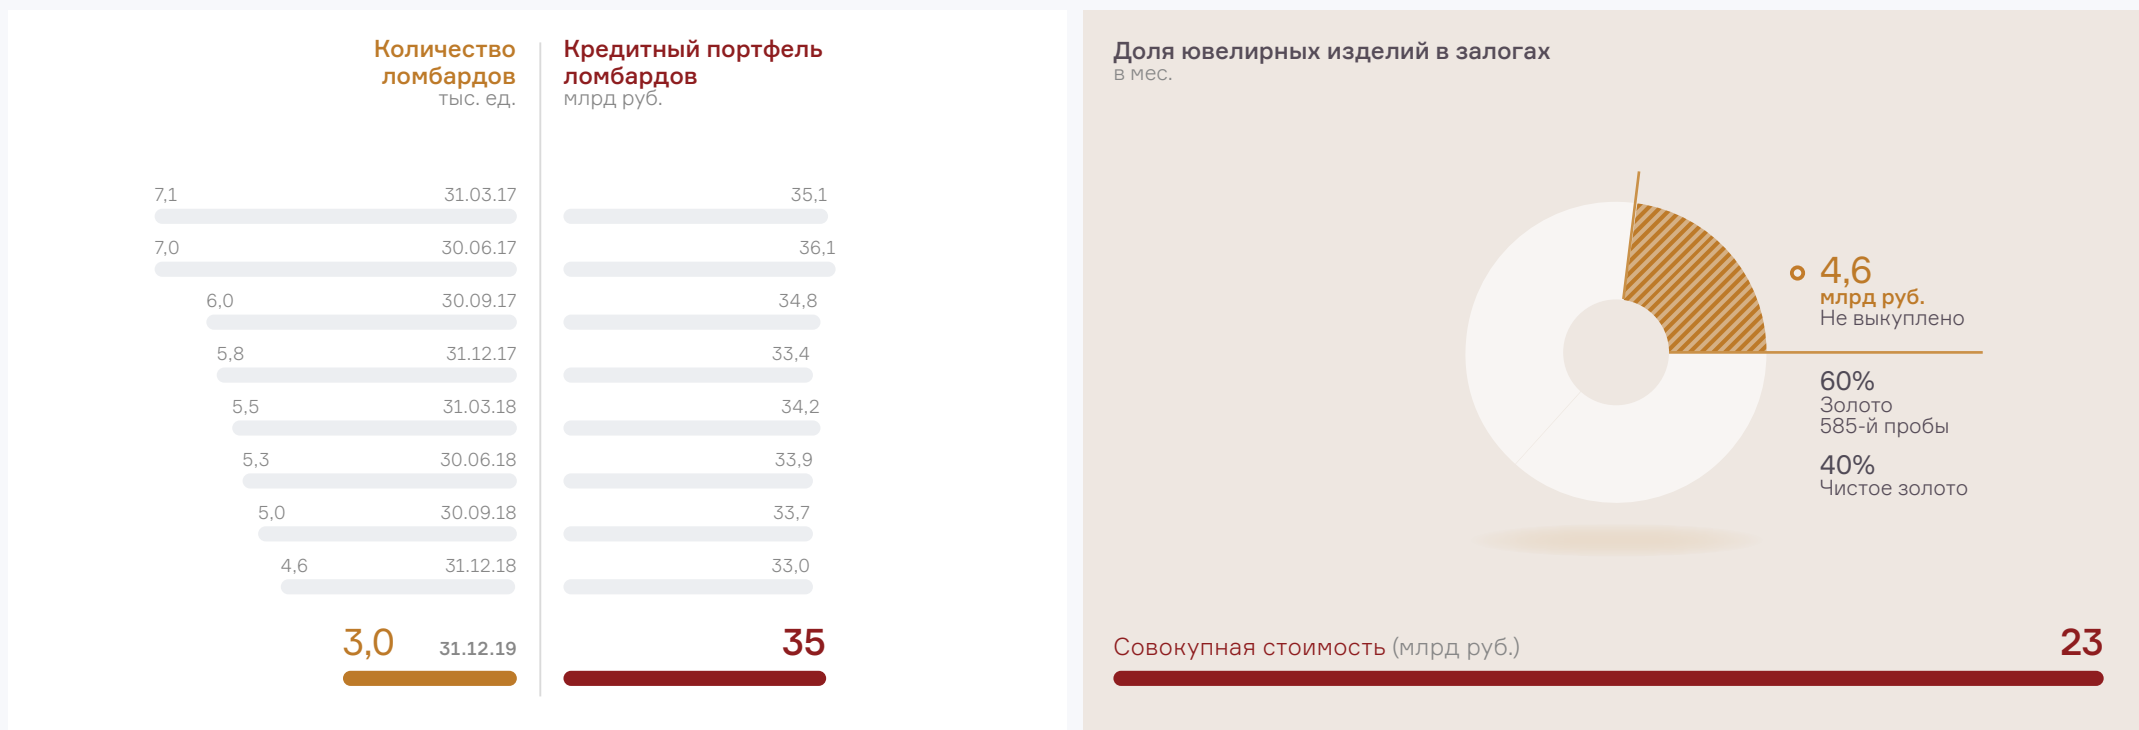 Количество
ломбардов
тыс. ед.
Кредитный портфель
ломбардов
млрд руб.
7,1 31.03.17 35,1
7,0 30.06.17 36,1
6,0 30.09.17 34,8
5,8 31.12.17 33,4
5,5 31.03.18 34,2
5,3 30.06.18 33,9
5,0 30.09.18 33,7
4,6 31.12.18 33,0
3,0 31.12.19 35
Доля ювелирных изделий в залогах
в мес.
4,6
млрд руб.
Не выкуплено
60%
Золото
585-й пробы
40%
Чистое золото
Совокупная стоимость (млрд руб.) 23